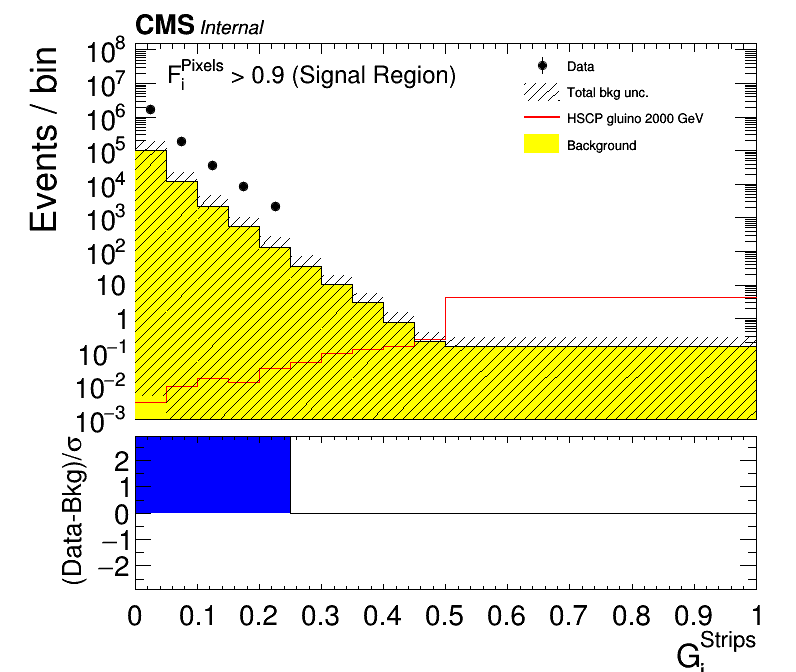 CMS Internal
Events / bin
10^8
10^7
10^6
10^5
10^4
10^3
10^2
10
1
10^−1
10^−2
10^−3
F_i^Pixels > 0.9 (Signal Region)
Data
Total bkg unc.
HSCP gluino 2000 GeV
Background
(Data-Bkg)/σ
2
1
0
−1
−2
0 0.1 0.2 0.3 0.4 0.5 0.6 0.7 0.8 0.9 1
G_i^Strips